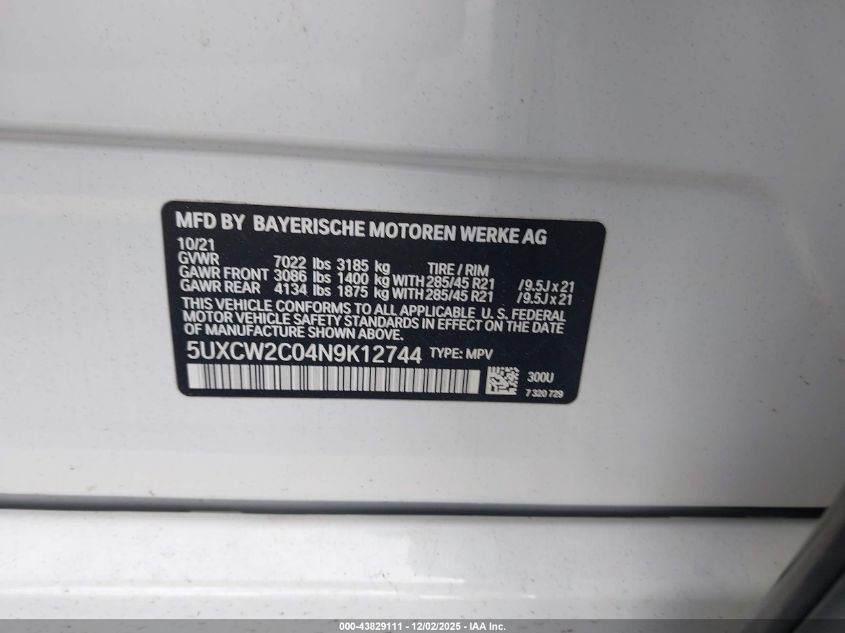 MFD BY BAYERISCHE MOTOREN WERKE AG
10/21
GVWR 7022 lbs 3185 kg TIRE / RIM
GAWR FRONT 3086 lbs 1400 kg WITH 285/45 R21 /9.5J x 21
GAWR REAR 4134 lbs 1875 kg WITH 285/45 R21 /9.5J x 21
THIS VEHICLE CONFORMS TO ALL APPLICABLE U. S. FEDERAL
MOTOR VEHICLE SAFETY STANDARDS IN EFFECT ON THE DATE
OF MANUFACTURE SHOWN ABOVE.
5UXCW2C04N9K12744 TYPE: MPV
300U
7 320 729
000-43829111 - 12/02/2025 - IAA Inc.